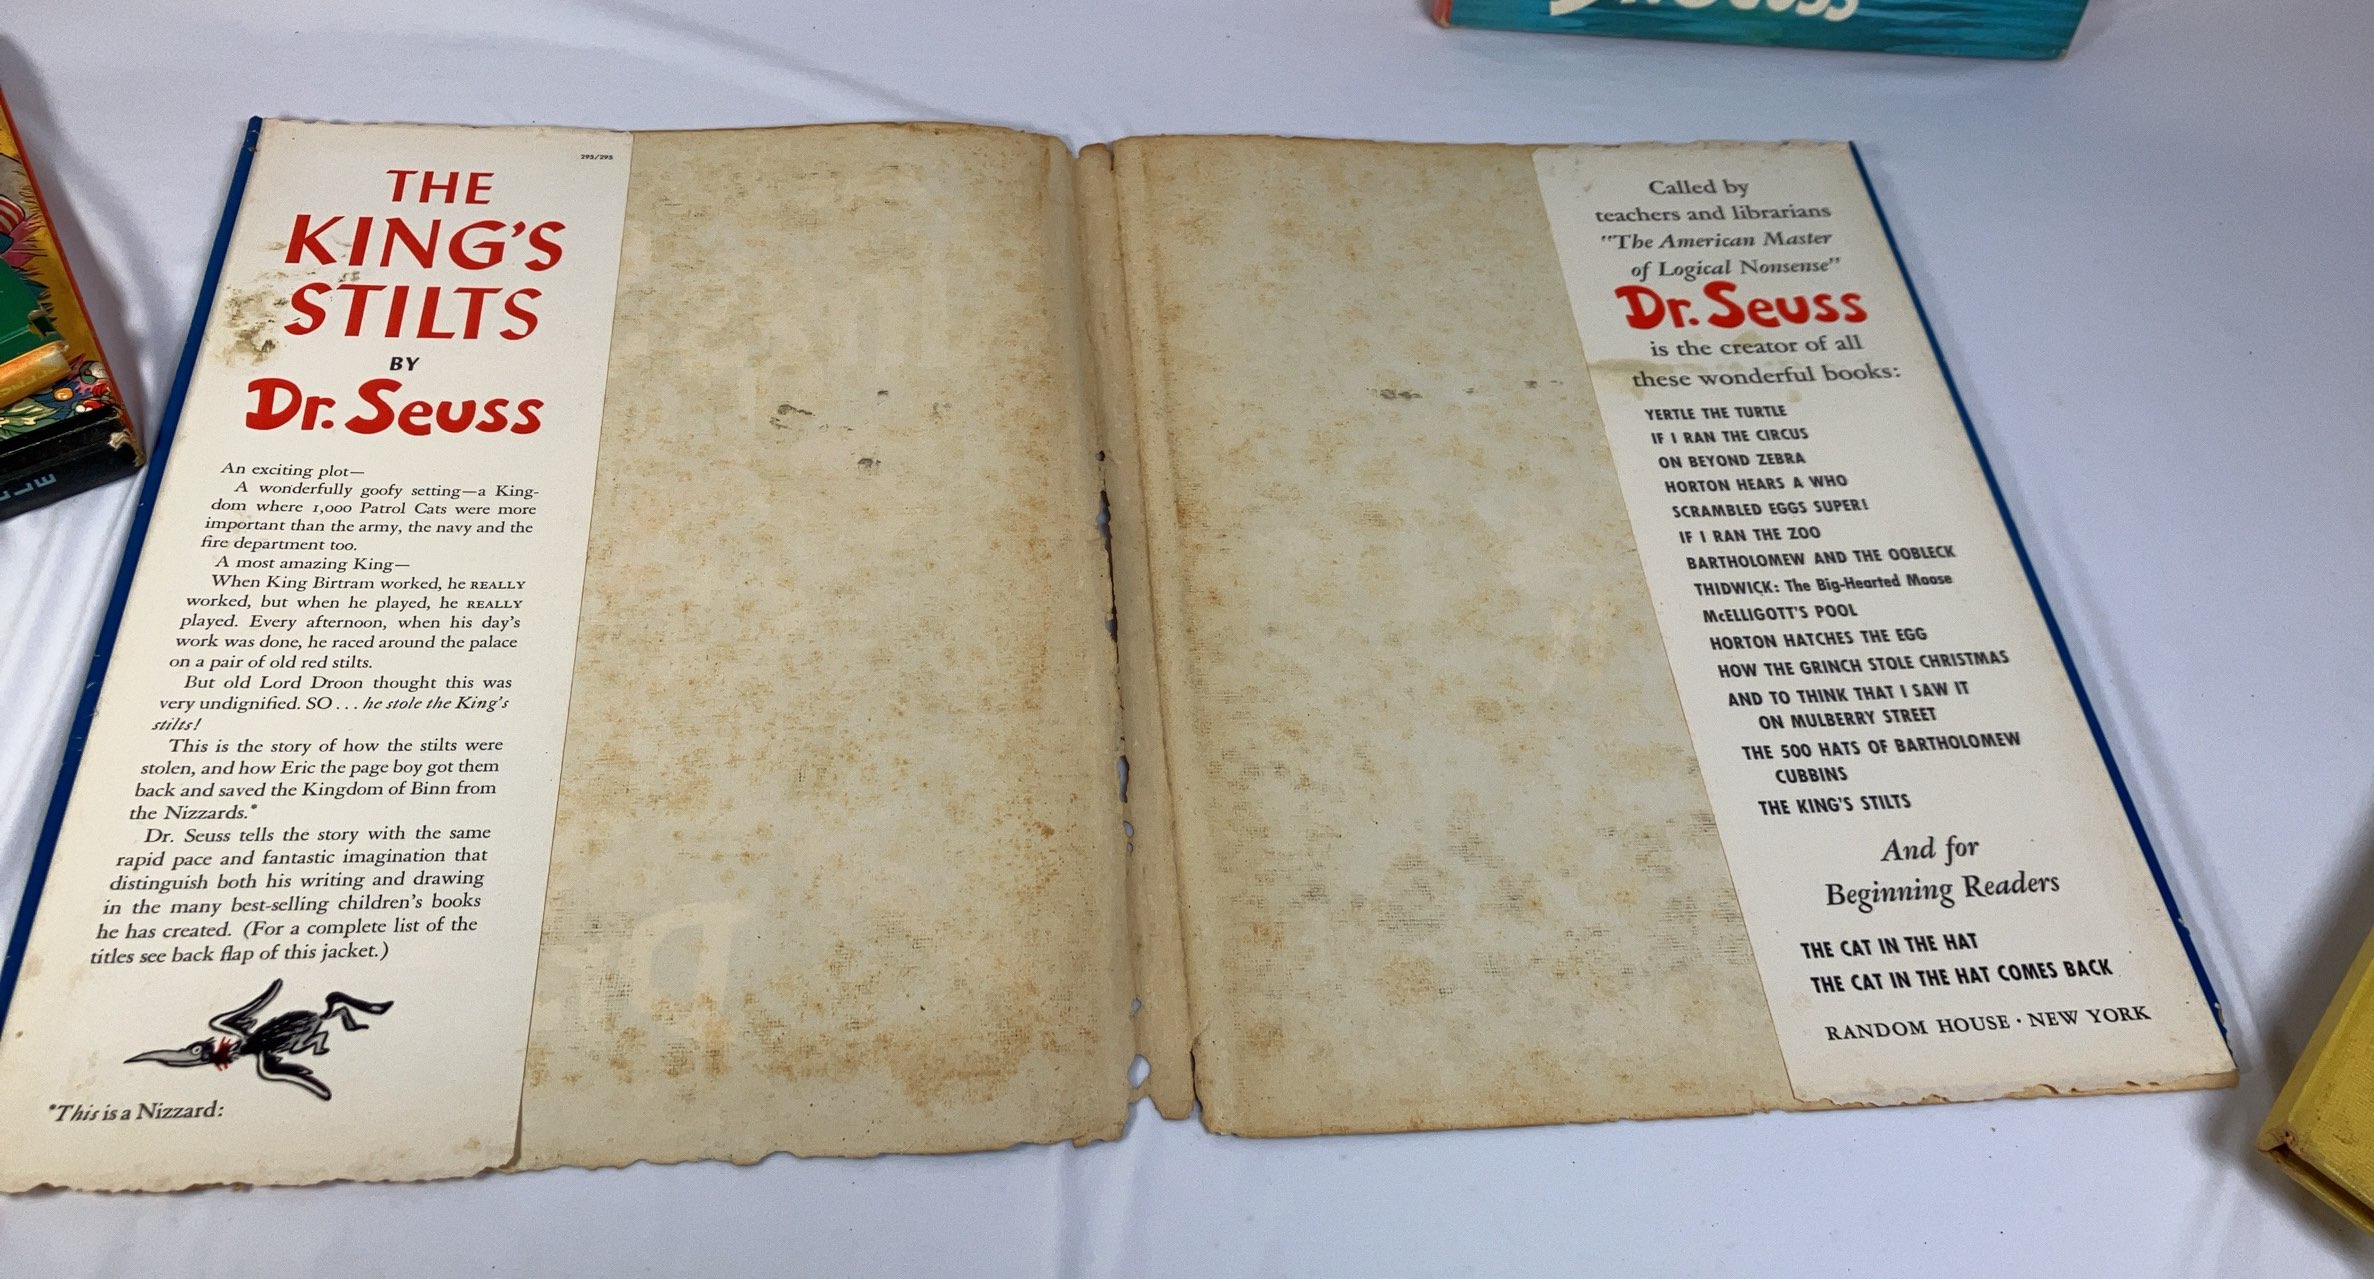 295/295
THE
KING'S
STILTS
BY
Dr. Seuss
An exciting plot—
A wonderfully goofy setting—a King-
dom where 1,000 Patrol Cats were more
important than the army, the navy and the
fire department too.
A most amazing King—
When King Birtram worked, he REALLY
worked, but when he played, he REALLY
played. Every afternoon, when his day's
work was done, he raced around the palace
on a pair of old red stilts.
But old Lord Droon thought this was
very undignified. SO . . . he stole the King's
stilts!
This is the story of how the stilts were
stolen, and how Eric the page boy got them
back and saved the Kingdom of Binn from
the Nizzards.*
Dr. Seuss tells the story with the same
rapid pace and fantastic imagination that
distinguish both his writing and drawing
in the many best-selling children's books
he has created. (For a complete list of the
titles see back flap of this jacket.)
*This is a Nizzard:
Called by
teachers and librarians
"The American Master
of Logical Nonsense"
Dr. Seuss
is the creator of all
these wonderful books:
YERTLE THE TURTLE
IF I RAN THE CIRCUS
ON BEYOND ZEBRA
HORTON HEARS A WHO
SCRAMBLED EGGS SUPER!
IF I RAN THE ZOO
BARTHOLOMEW AND THE OOBLECK
THIDWICK: The Big-Hearted Moose
McELLIGOTT'S POOL
HORTON HATCHES THE EGG
HOW THE GRINCH STOLE CHRISTMAS
AND TO THINK THAT I SAW IT
ON MULBERRY STREET
THE 500 HATS OF BARTHOLOMEW
CUBBINS
THE KING'S STILTS
And for
Beginning Readers
THE CAT IN THE HAT
THE CAT IN THE HAT COMES BACK
RANDOM HOUSE · NEW YORK